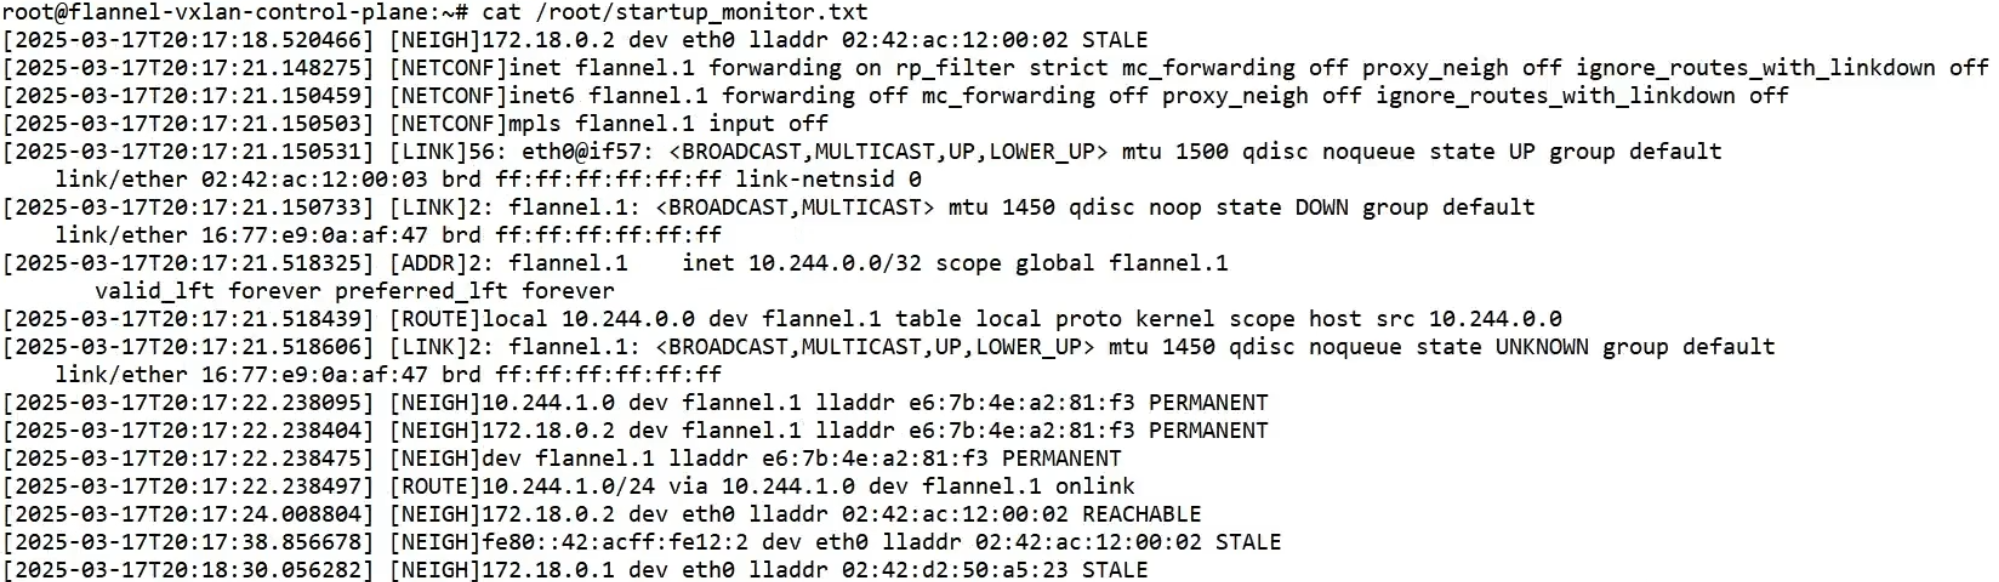 root@flannel-vxlan-control-plane:~# cat /root/startup_monitor.txt
[2025-03-17T20:17:18.520466] [NEIGH]172.18.0.2 dev eth0 lladdr 02:42:ac:12:00:02 STALE
[2025-03-17T20:17:21.148275] [NETCONF]inet flannel.1 forwarding on rp_filter strict mc_forwarding off proxy_neigh off ignore_routes_with_linkdown off
[2025-03-17T20:17:21.150459] [NETCONF]inet6 flannel.1 forwarding off mc_forwarding off proxy_neigh off ignore_routes_with_linkdown off
[2025-03-17T20:17:21.150503] [NETCONF]mpls flannel.1 input off
[2025-03-17T20:17:21.150531] [LINK]56: eth0@if57: <BROADCAST,MULTICAST,UP,LOWER_UP> mtu 1500 qdisc noqueue state UP group default
    link/ether 02:42:ac:12:00:03 brd ff:ff:ff:ff:ff:ff link-netnsid 0
[2025-03-17T20:17:21.150733] [LINK]2: flannel.1: <BROADCAST,MULTICAST> mtu 1450 qdisc noop state DOWN group default
    link/ether 16:77:e9:0a:af:47 brd ff:ff:ff:ff:ff:ff
[2025-03-17T20:17:21.518325] [ADDR]2: flannel.1    inet 10.244.0.0/32 scope global flannel.1
       valid_lft forever preferred_lft forever
[2025-03-17T20:17:21.518439] [ROUTE]local 10.244.0.0 dev flannel.1 table local proto kernel scope host src 10.244.0.0
[2025-03-17T20:17:21.518606] [LINK]2: flannel.1: <BROADCAST,MULTICAST,UP,LOWER_UP> mtu 1450 qdisc noqueue state UNKNOWN group default
    link/ether 16:77:e9:0a:af:47 brd ff:ff:ff:ff:ff:ff
[2025-03-17T20:17:22.238095] [NEIGH]10.244.1.0 dev flannel.1 lladdr e6:7b:4e:a2:81:f3 PERMANENT
[2025-03-17T20:17:22.238404] [NEIGH]172.18.0.2 dev flannel.1 lladdr e6:7b:4e:a2:81:f3 PERMANENT
[2025-03-17T20:17:22.238475] [NEIGH]dev flannel.1 lladdr e6:7b:4e:a2:81:f3 PERMANENT
[2025-03-17T20:17:22.238497] [ROUTE]10.244.1.0/24 via 10.244.1.0 dev flannel.1 onlink
[2025-03-17T20:17:24.008804] [NEIGH]172.18.0.2 dev eth0 lladdr 02:42:ac:12:00:02 REACHABLE
[2025-03-17T20:17:38.856678] [NEIGH]fe80::42:acff:fe12:2 dev eth0 lladdr 02:42:ac:12:00:02 STALE
[2025-03-17T20:18:30.056282] [NEIGH]172.18.0.1 dev eth0 lladdr 02:42:d2:50:a5:23 STALE